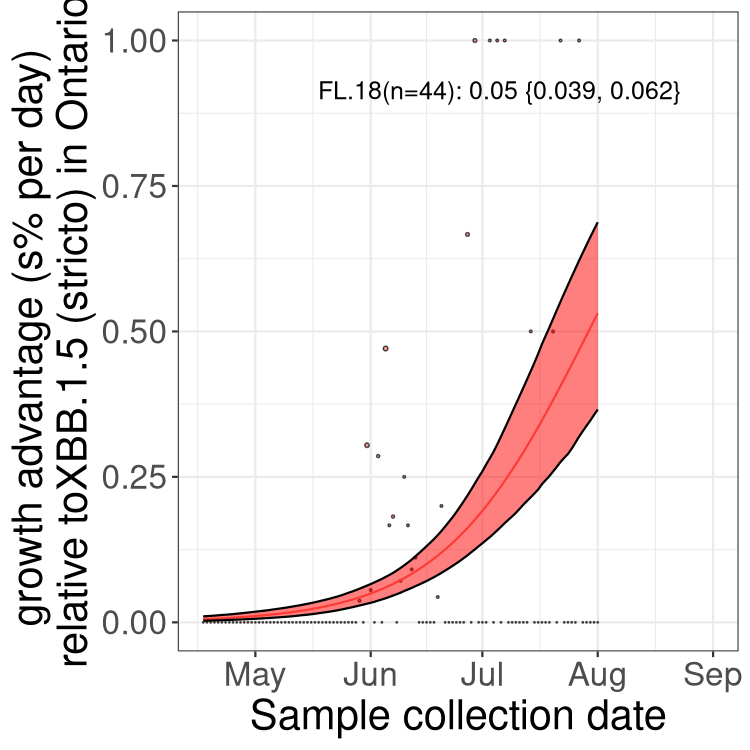 growth advantage (s% per day)
relative toXBB.1.5 (stricto) in Ontario
1.00
0.75
0.50
0.25
0.00
FL.18(n=44): 0.05 {0.039, 0.062}
May Jun Jul Aug Sep
Sample collection date